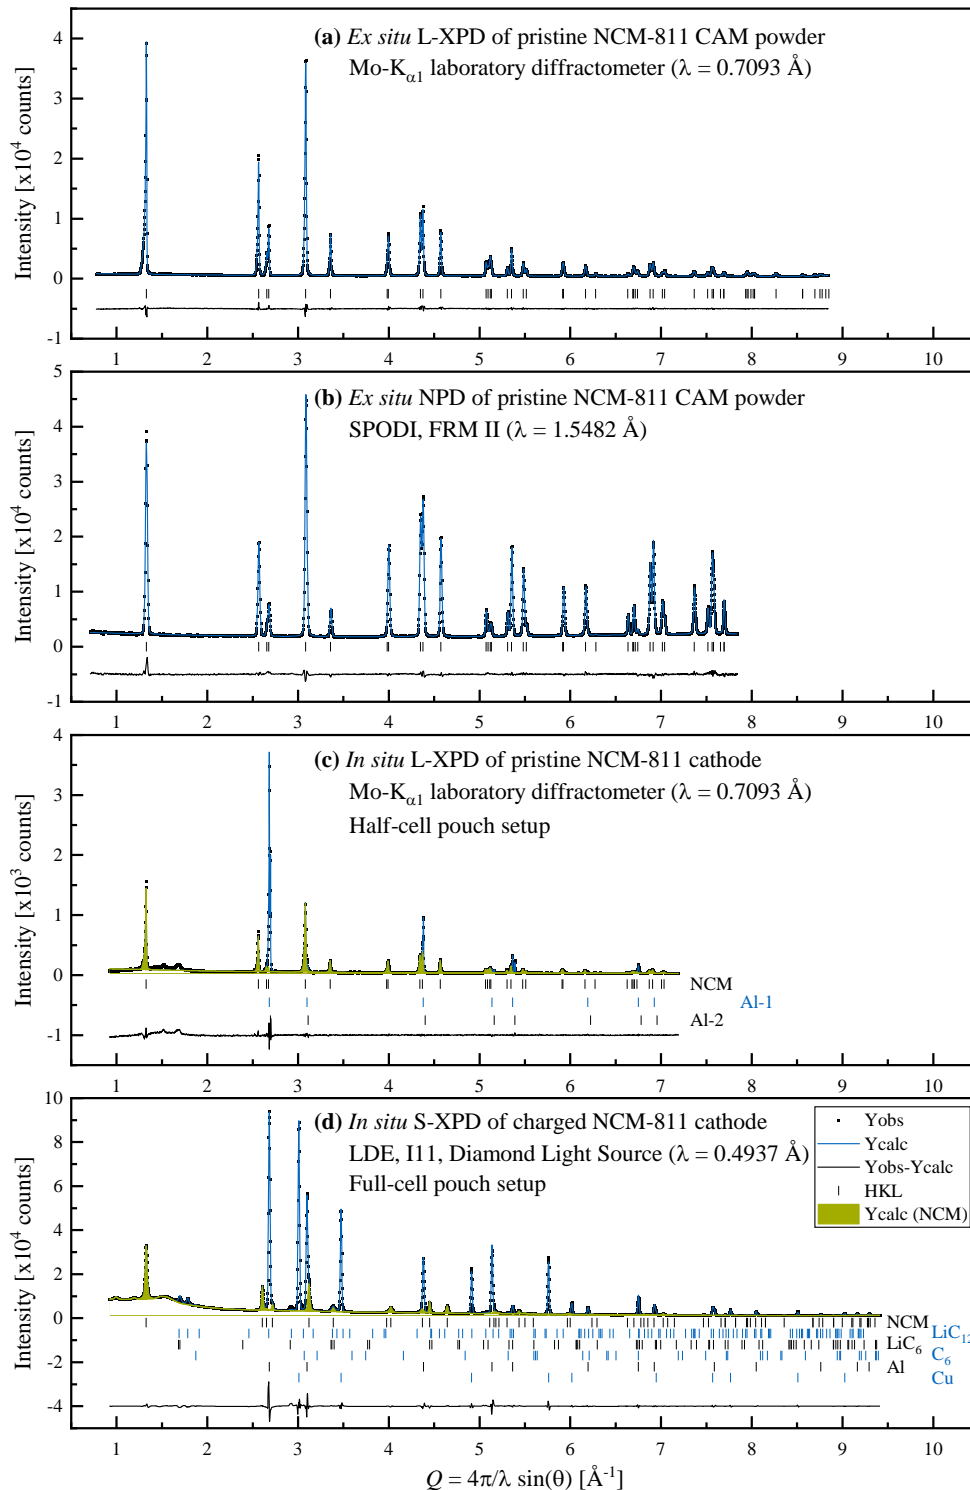 (a) Ex situ L-XPD of pristine NCM-811 CAM powder
Mo-Kα1 laboratory diffractometer (λ = 0.7093 Å)
Intensity [x10⁴ counts]
4
3
2
1
0
-1
1 2 3 4 5 6 7 8 9 10
(b) Ex situ NPD of pristine NCM-811 CAM powder
SPODI, FRM II (λ = 1.5482 Å)
Intensity [x10⁴ counts]
5
4
3
2
1
0
-1
1 2 3 4 5 6 7 8 9 10
(c) In situ L-XPD of pristine NCM-811 cathode
Mo-Kα1 laboratory diffractometer (λ = 0.7093 Å)
Half-cell pouch setup
Intensity [x10³ counts]
4
3
2
1
0
-1
NCM
Al-1
Al-2
1 2 3 4 5 6 7 8 9 10
(d) In situ S-XPD of charged NCM-811 cathode
LDE, I11, Diamond Light Source (λ = 0.4937 Å)
Full-cell pouch setup
Yobs
Ycalc
Yobs-Ycalc
HKL
Ycalc (NCM)
Intensity [x10⁴ counts]
10
8
6
4
2
0
-2
-4
NCM
LiC₁₂
LiC₆
C₆
Al
Cu
1 2 3 4 5 6 7 8 9 10
Q = 4π/λ sin(θ) [Å⁻¹]